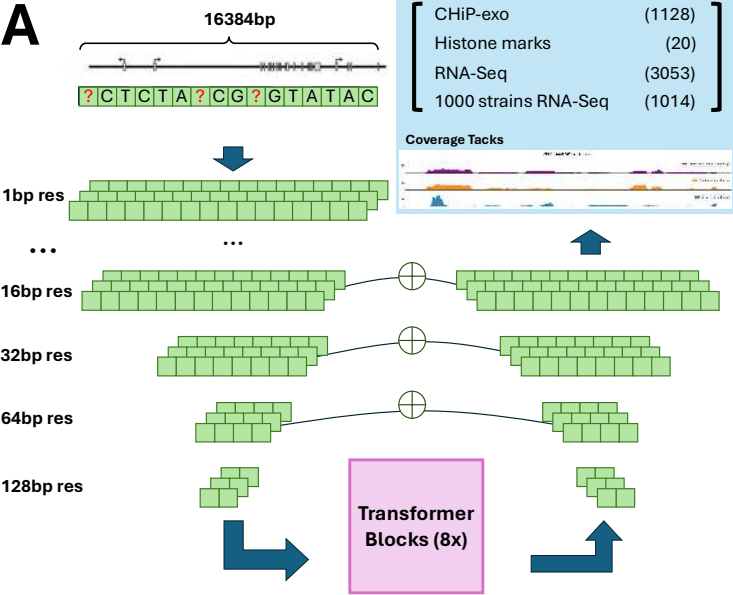 A
16384bp
?CTCTA?CG?GTATAC
CHiP-exo (1128)
Histone marks (20)
RNA-Seq (3053)
1000 strains RNA-Seq (1014)
Coverage Tacks
1bp res
...
...
16bp res
32bp res
64bp res
128bp res
Transformer
Blocks (8x)